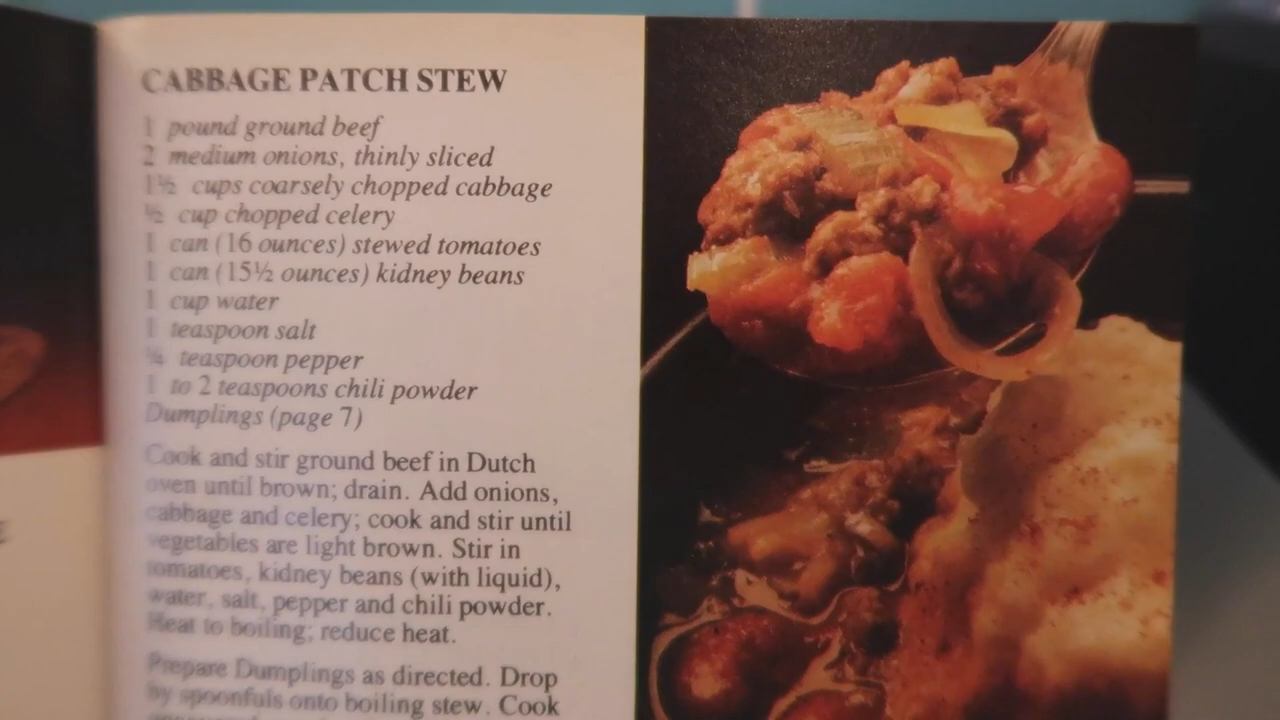 CABBAGE PATCH STEW
1 pound ground beef
2 medium onions, thinly sliced
1½ cups coarsely chopped cabbage
½ cup chopped celery
1 can (16 ounces) stewed tomatoes
1 can (15½ ounces) kidney beans
1 cup water
1 teaspoon salt
¼ teaspoon pepper
1 to 2 teaspoons chili powder
Dumplings (page 7)
Cook and stir ground beef in Dutch
oven until brown; drain. Add onions,
cabbage and celery; cook and stir until
vegetables are light brown. Stir in
tomatoes, kidney beans (with liquid),
water, salt, pepper and chili powder.
Heat to boiling; reduce heat.
Prepare Dumplings as directed. Drop
by spoonfuls onto boiling stew. Cook